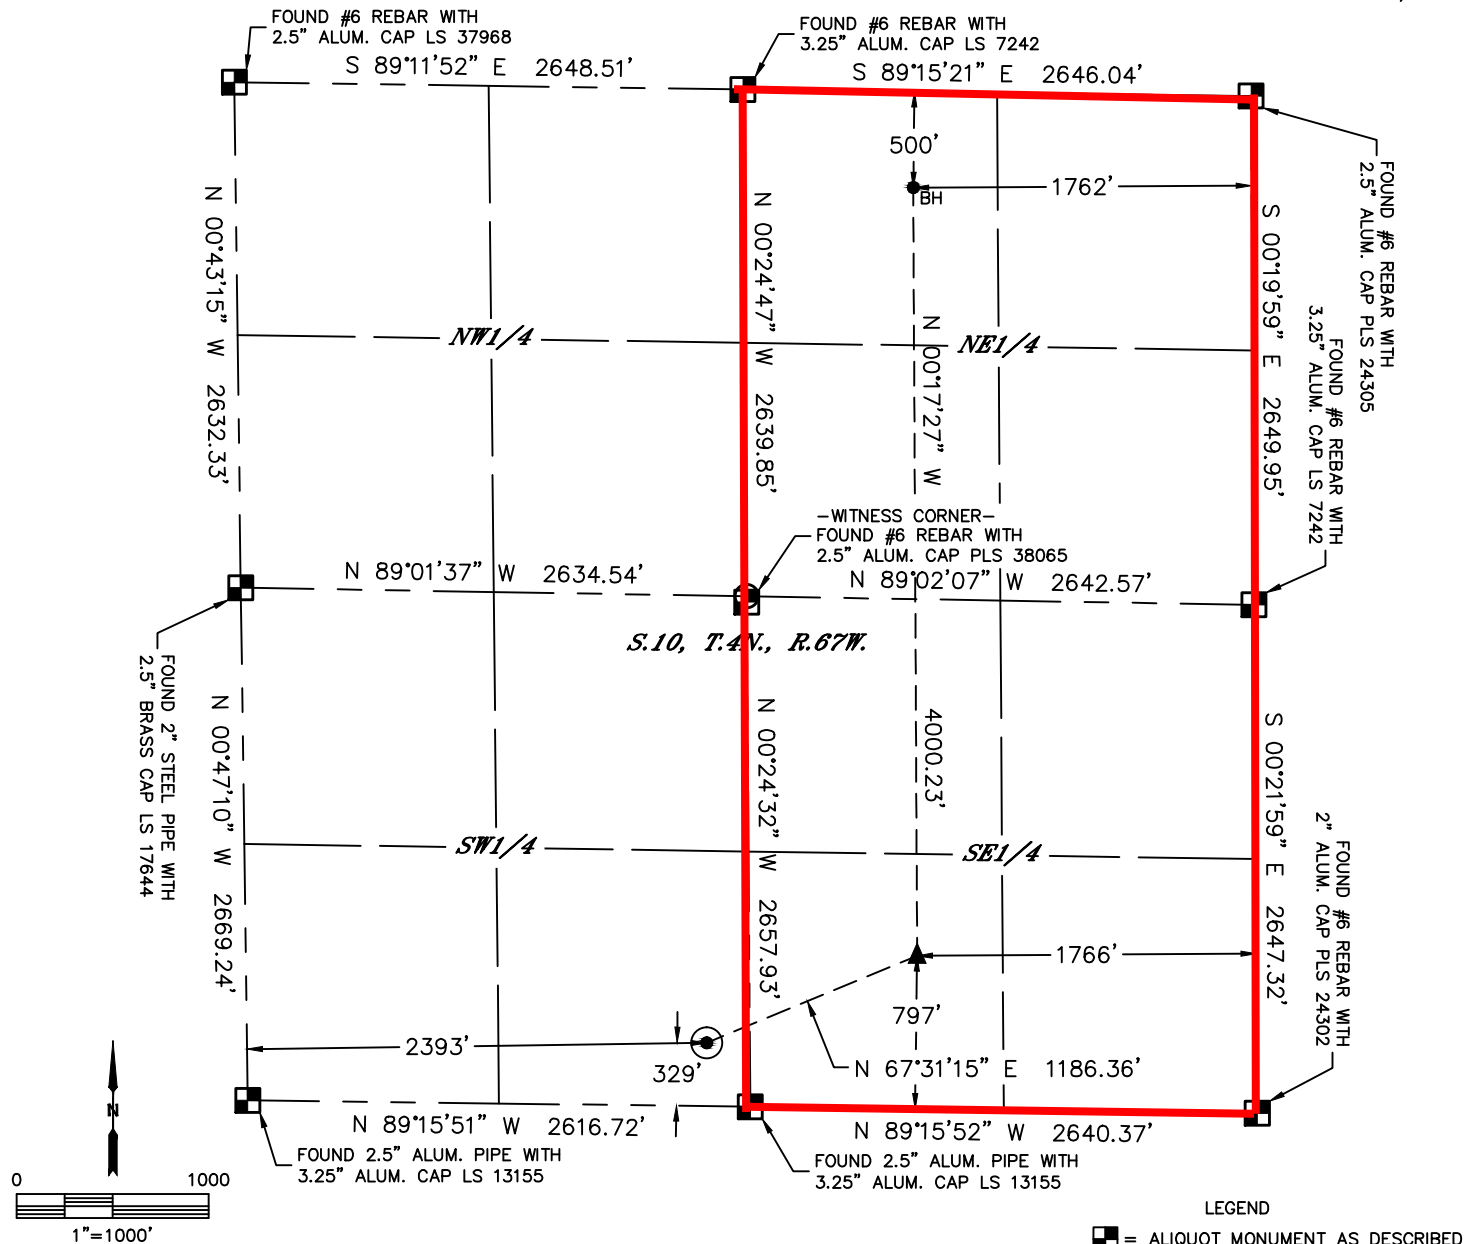 FOUND #6 REBAR WITH
2.5" ALUM. CAP LS 37968
S 89°11'52" E 2648.51'
FOUND #6 REBAR WITH
3.25" ALUM. CAP LS 7242
S 89°15'21" E 2646.04'
FOUND #6 REBAR WITH
2.5" ALUM. CAP PLS 24305
500'
1762'
BH
N 00°43'15" W 2632.33'
N 00°24'47" W 2639.85'
N 00°17'27" W
4000.23'
S 00°19'59" E 2649.95'
FOUND #6 REBAR WITH
3.25" ALUM. CAP LS 7242
NW1/4
NE1/4
-WITNESS CORNER-
FOUND #6 REBAR WITH
2.5" ALUM. CAP PLS 38065
N 89°01'37" W 2634.54'
N 89°02'07" W 2642.57'
S.10, T.4N., R.67W.
FOUND 2" STEEL PIPE WITH
2.5" BRASS CAP LS 17644
N 00°47'10" W 2669.24'
N 00°24'32" W 2657.93'
S 00°21'59" E 2647.32'
FOUND #6 REBAR WITH
2" ALUM. CAP PLS 24302
SW1/4
SE1/4
1766'
797'
2393'
329'
N 67°31'15" E 1186.36'
N 89°15'51" W 2616.72'
N 89°15'52" W 2640.37'
FOUND 2.5" ALUM. PIPE WITH
3.25" ALUM. CAP LS 13155
FOUND 2.5" ALUM. PIPE WITH
3.25" ALUM. CAP LS 13155
N
0 1000
1"=1000'
LEGEND
= ALIQUOT MONUMENT AS DESCRIBED